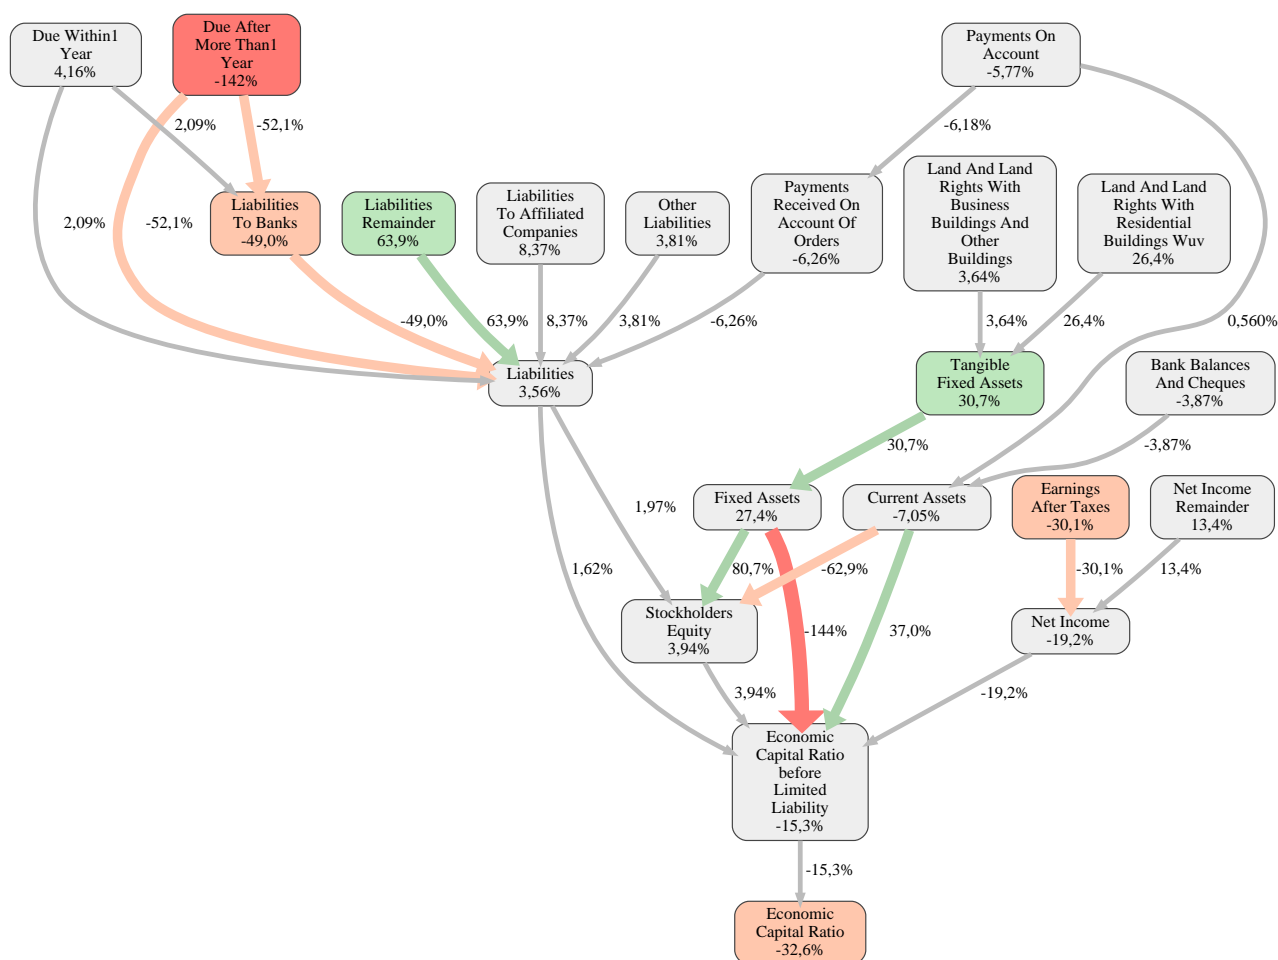 Due Within1
Year
4,16%
Due After
More Than1
Year
-142%
Payments On
Account
-5,77%
2,09%
-52,1%
-6,18%
Liabilities
To Banks
-49,0%
Liabilities
Remainder
63,9%
Liabilities
To Affiliated
Companies
8,37%
Other
Liabilities
3,81%
Payments
Received On
Account Of
Orders
-6,26%
Land And Land
Rights With
Business
Buildings And
Other
Buildings
3,64%
Land And Land
Rights With
Residential
Buildings Wuv
26,4%
2,09%
-52,1%
-49,0%
63,9%
8,37%
3,81%
-6,26%
3,64%
26,4%
0,560%
Liabilities
3,56%
Tangible
Fixed Assets
30,7%
Bank Balances
And Cheques
-3,87%
30,7%
-3,87%
1,97%
Fixed Assets
27,4%
Current Assets
-7,05%
Earnings
After Taxes
-30,1%
Net Income
Remainder
13,4%
1,62%
80,7%
-62,9%
-30,1%
13,4%
Stockholders
Equity
3,94%
-144%
37,0%
Net Income
-19,2%
3,94%
-19,2%
Economic
Capital Ratio
before
Limited
Liability
-15,3%
-15,3%
Economic
Capital Ratio
-32,6%